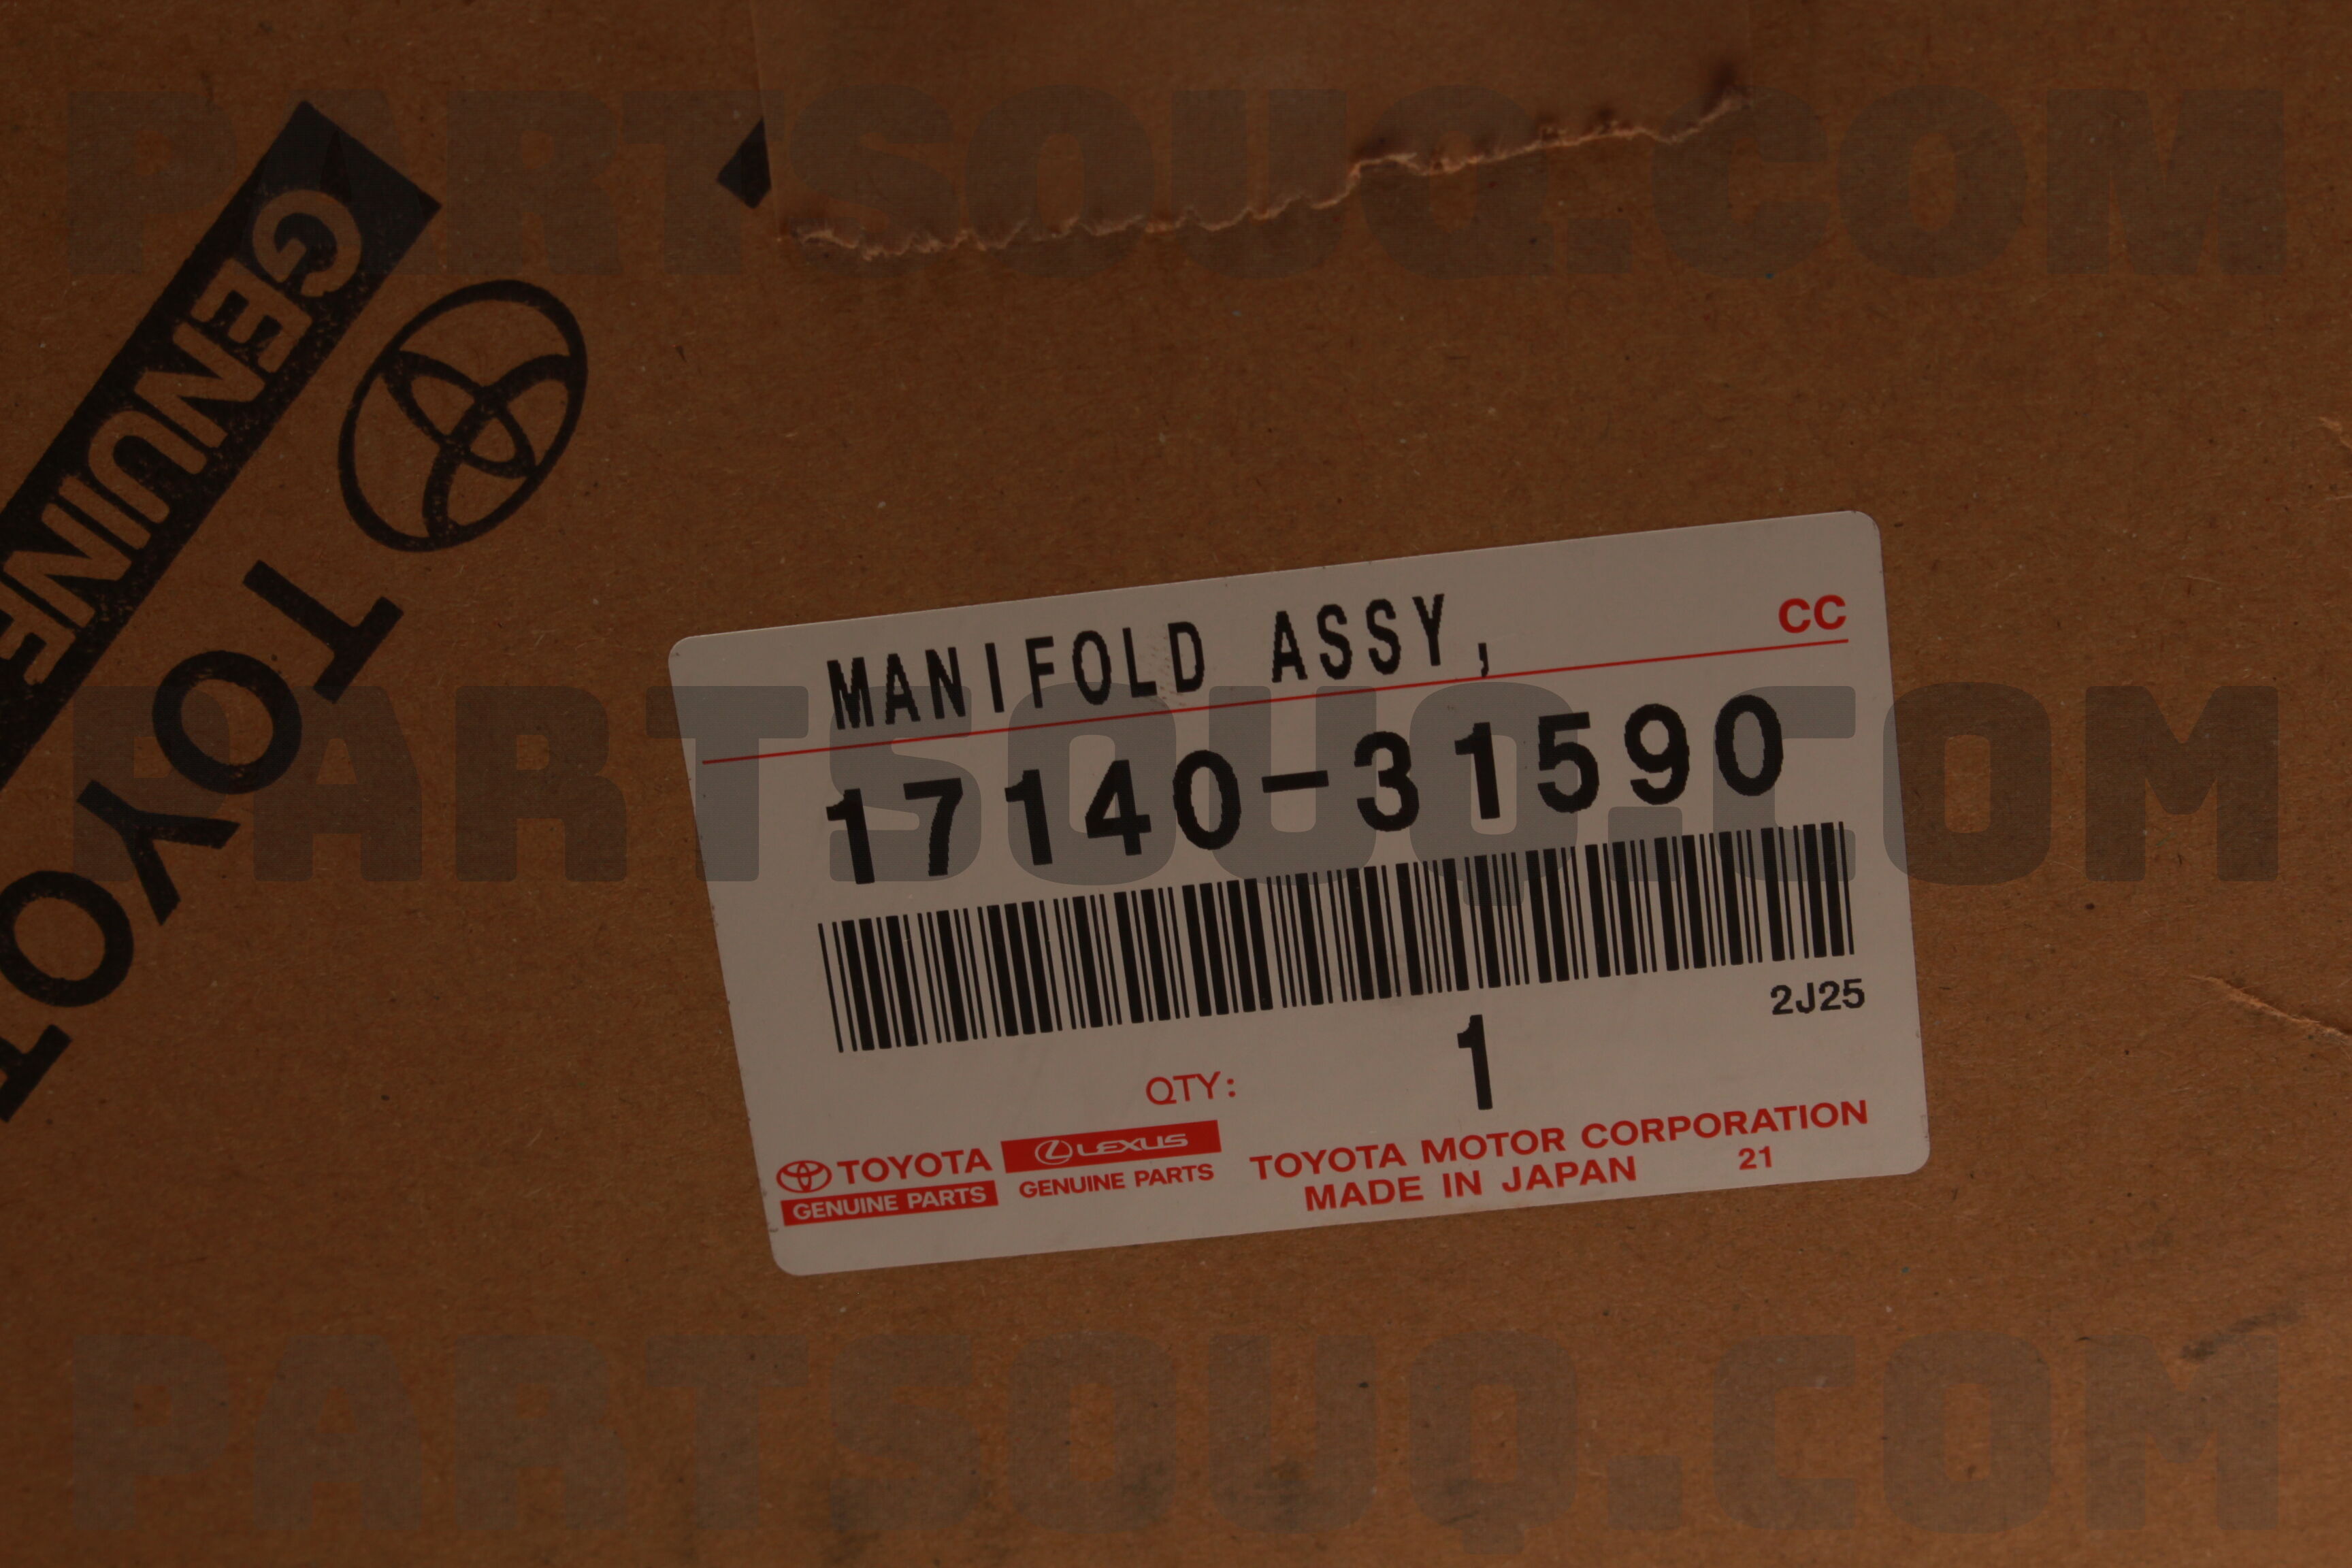 PARTSOUQ.COM
GENUINE
TOYOT
MANIFOLD ASSY,
CC
17140-31590
PARTSOUQ.COM
2J25
QTY: 1
TOYOTA
GENUINE PARTS
LEXUS
GENUINE PARTS
TOYOTA MOTOR CORPORATION
MADE IN JAPAN 21
PARTSOUQ.COM